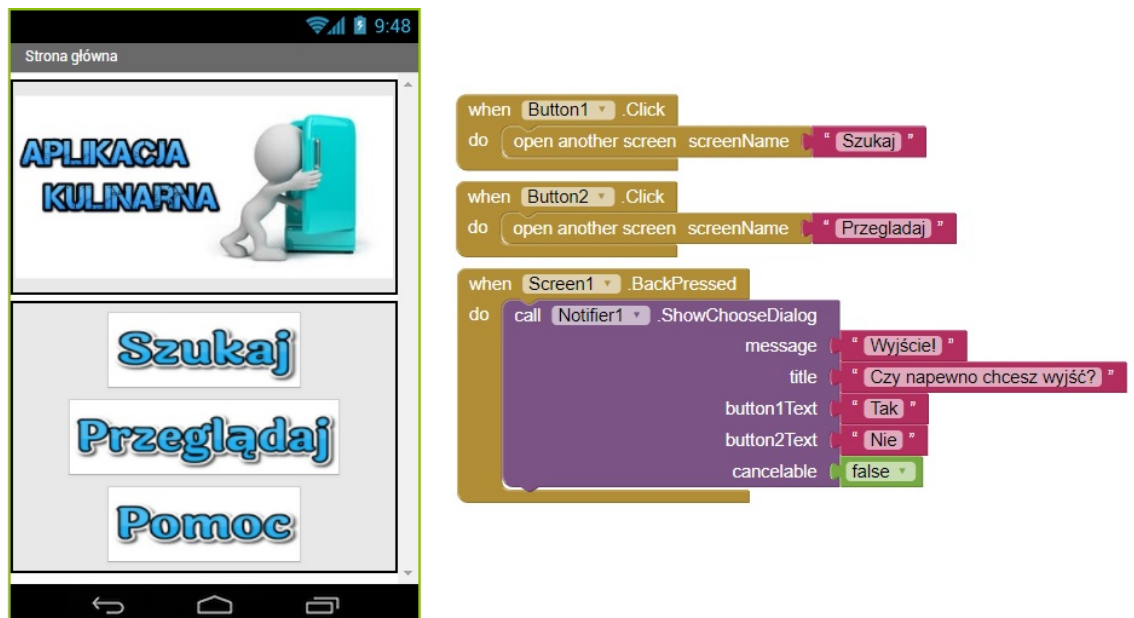 9:48
Strona główna
APLIKACJA
KULINARNA
Szukaj
Przeglądaj
Pomoc
when Button1 .Click
do open another screen screenName " Szukaj "
when Button2 .Click
do open another screen screenName " Przegladaj "
when Screen1 .BackPressed
do call Notifier1 .ShowChooseDialog
message " Wyjście! "
title " Czy napewno chcesz wyjść? "
button1Text " Tak "
button2Text " Nie "
cancelable false